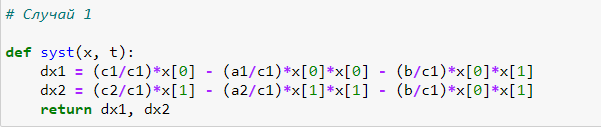 # Случай 1
def syst(x, t):
dx1 = (c1/c1)*x[0] - (a1/c1)*x[0]*x[0] - (b/c1)*x[0]*x[1]
dx2 = (c2/c1)*x[1] - (a2/c1)*x[1]*x[1] - (b/c1)*x[0]*x[1]
return dx1, dx2